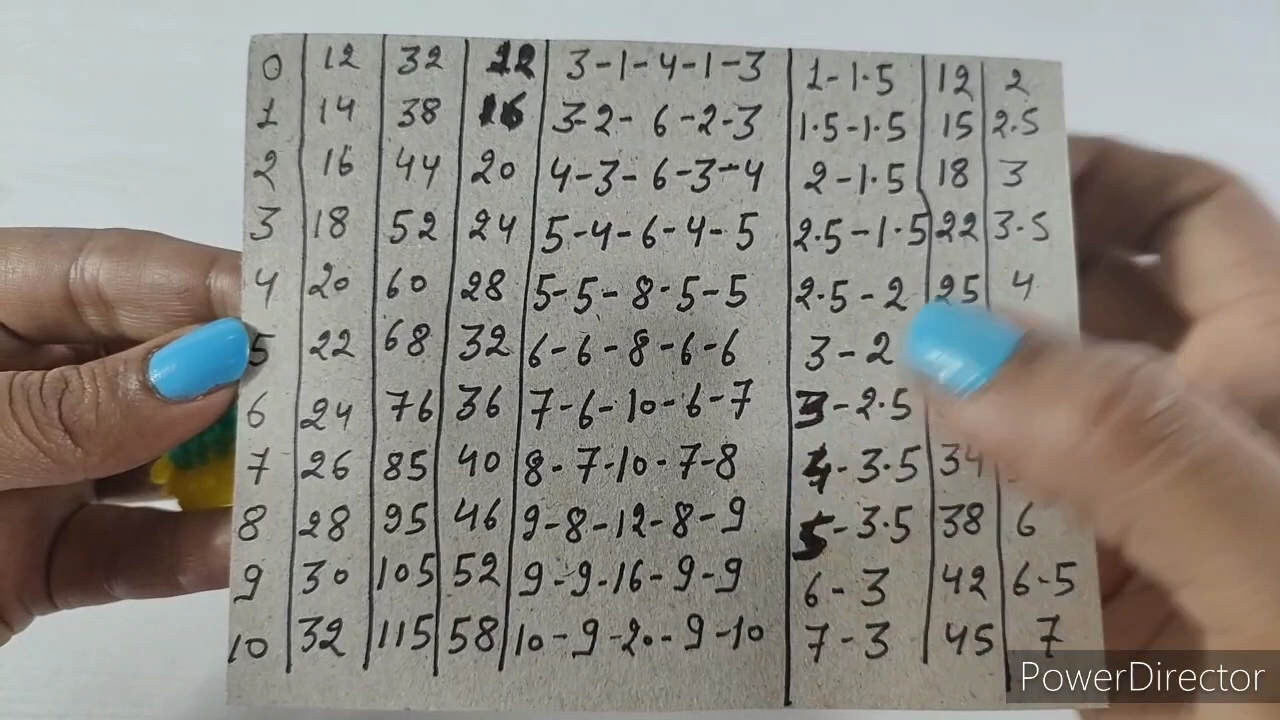 0 12 32 12 3-1-4-1-3 1-1.5 12 2
1 14 38 16 3-2-6-2-3 1.5-1.5 15 2.5
2 16 44 20 4-3-6-3-4 2-1.5 18 3
3 18 52 24 5-4-6-4-5 2.5-1.5 22 3.5
4 20 60 28 5-5-8-5-5 2.5-2 25 4
5 22 68 32 6-6-8-6-6 3-2
6 24 76 36 7-6-10-6-7 3-2.5
7 26 85 40 8-7-10-7-8 4-3.5 34
8 28 95 46 9-8-12-8-9 5-3.5 38 6
9 30 105 52 9-9-16-9-9 6-3 42 6.5
10 32 115 58 10-9-20-9-10 7-3 45 7
PowerDirector